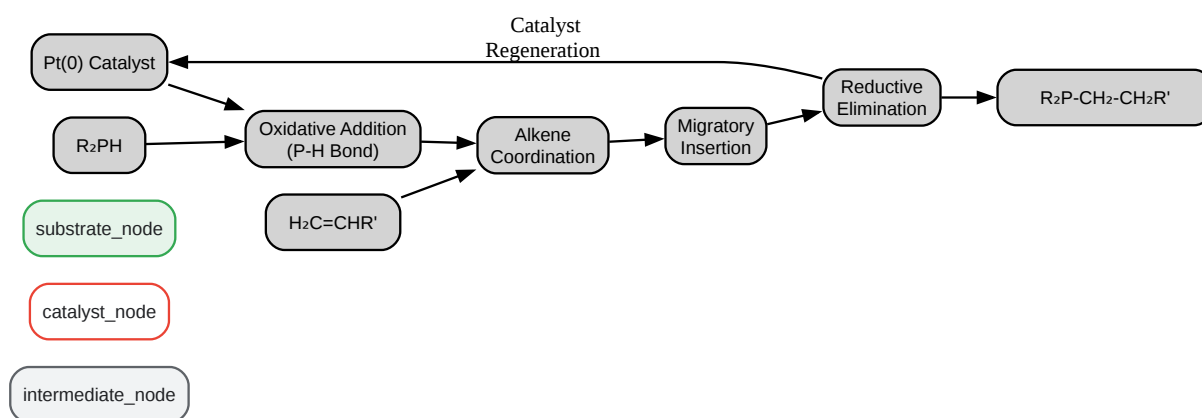 Catalyst
Regeneration
Pt(0) Catalyst
Reductive
Elimination
R₂P-CH₂-CH₂R'
Oxidative Addition
(P-H Bond)
Alkene
Coordination
Migratory
Insertion
R₂PH
H₂C=CHR'
substrate_node
catalyst_node
intermediate_node